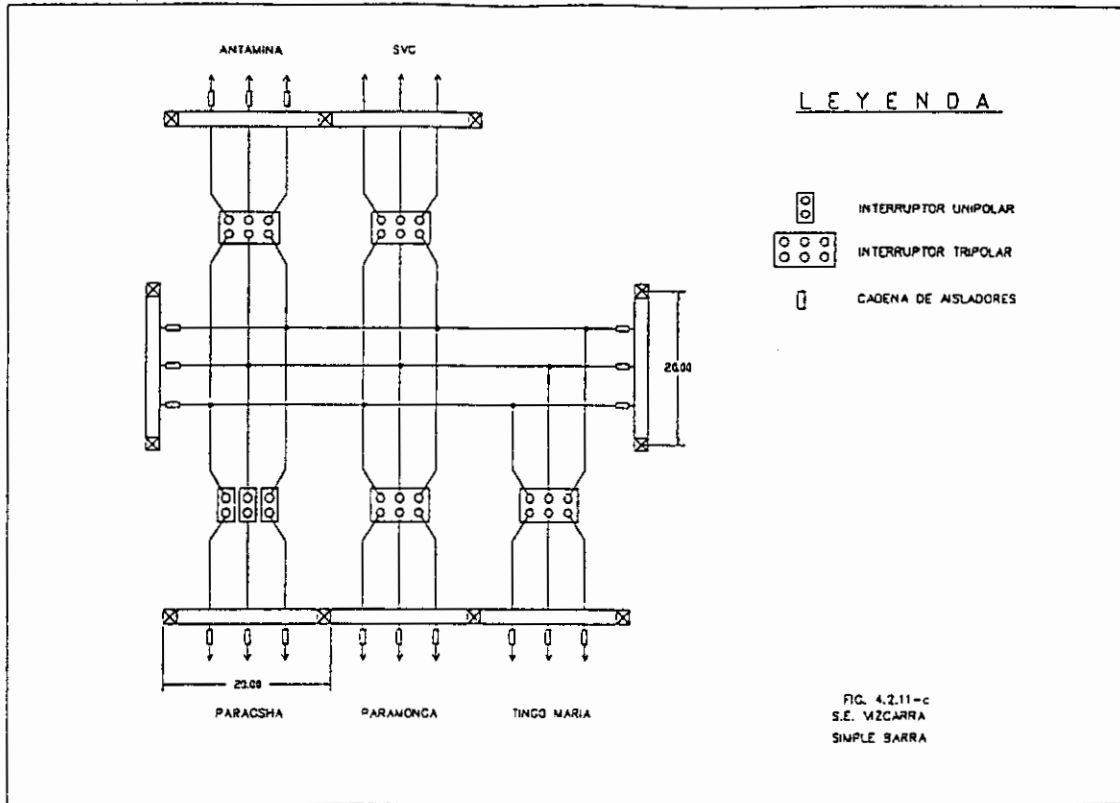 ANTAMINA
SVC
L E Y E N D A
INTERRUPTOR UNIPOLAR
INTERRUPTOR TRIPOLAR
CADENA DE AISLADORES
20.00
20.00
PARAGSHA
PARAMONGA
TINGO MARIA
FIG. 4.2.11-c
S.E. VIZCARRA
SIMPLE BARRA